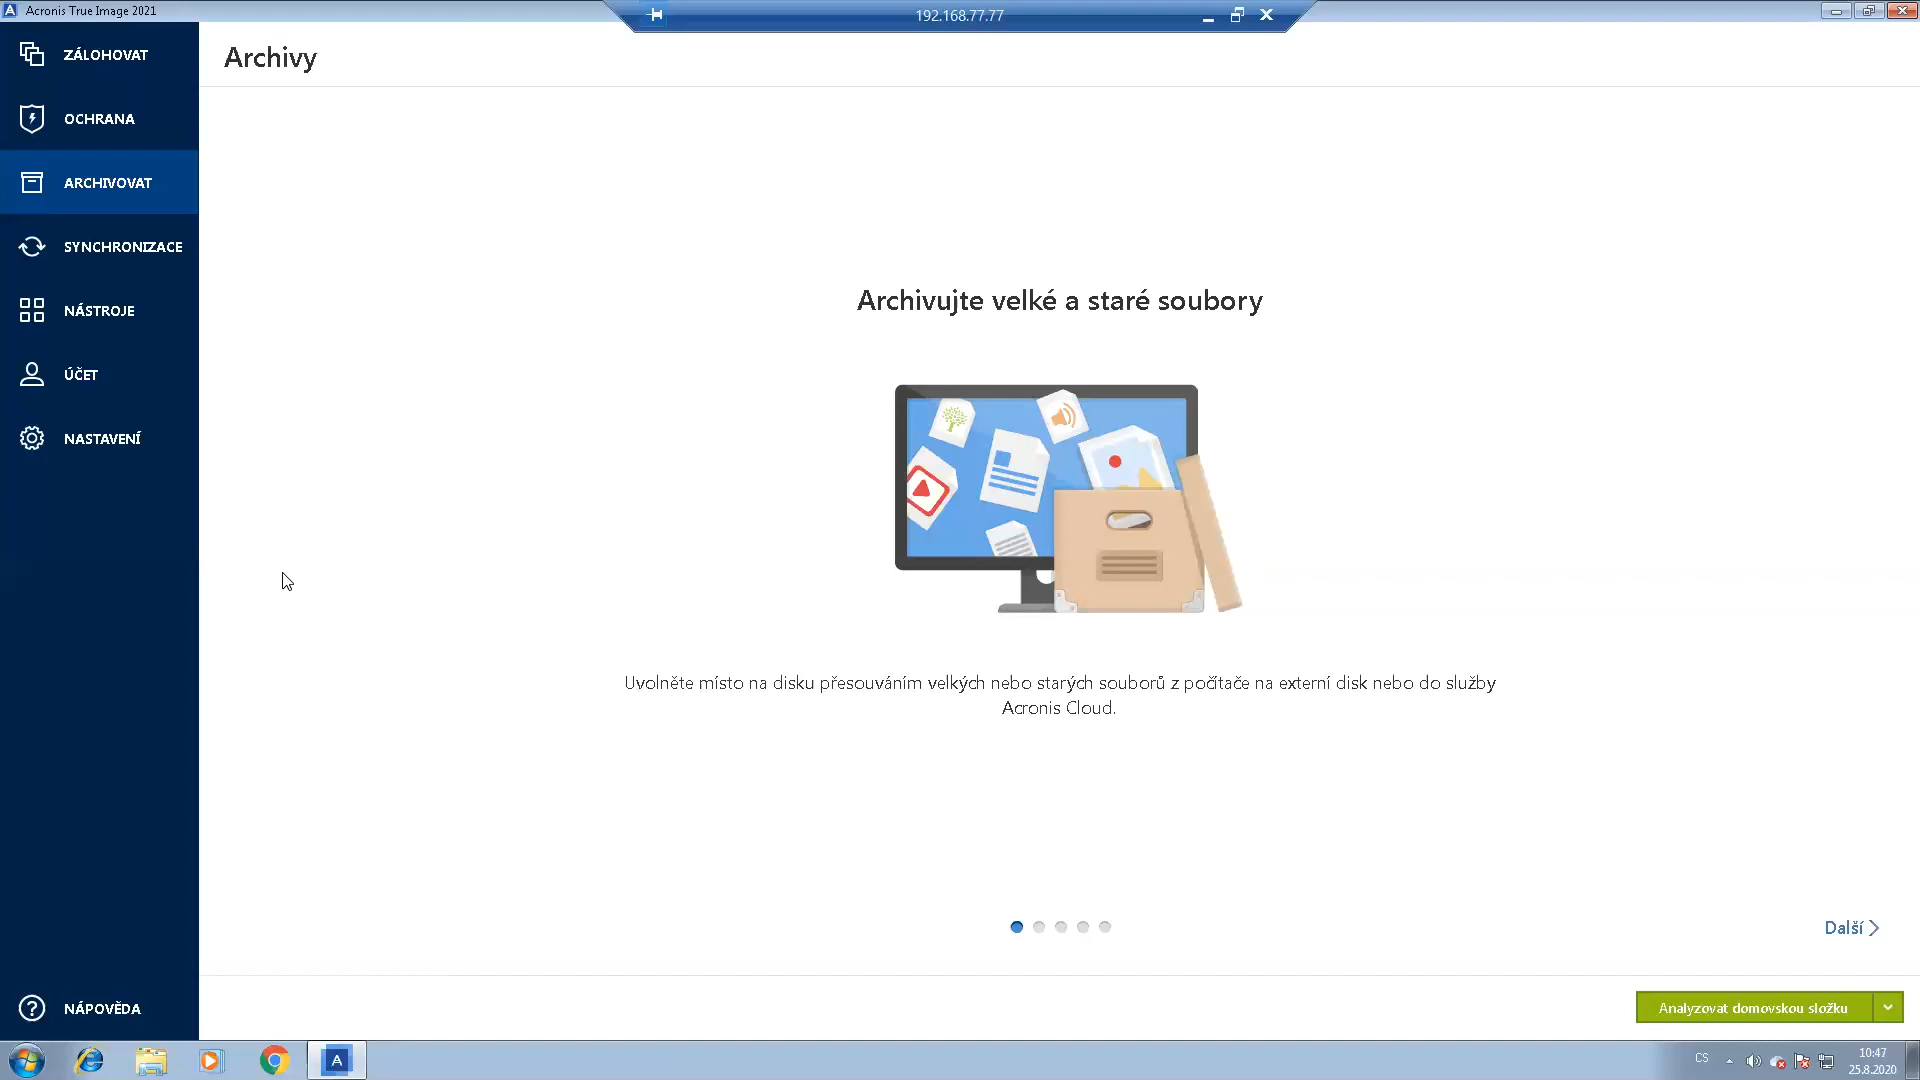 Acronis True Image 2021
192.168.77.77
ZÁLOHOVAT
OCHRANA
ARCHIVOVAT
SYNCHRONIZACE
NÁSTROJE
ÚČET
NASTAVENÍ
NÁPOVĚDA
Archivy
Archivujte velké a staré soubory
Uvolněte místo na disku přesouváním velkých nebo starých souborů z počítače na externí disk nebo do služby
Acronis Cloud.
Další
Analyzovat domovskou složku
CS
10:47
25.8.2020